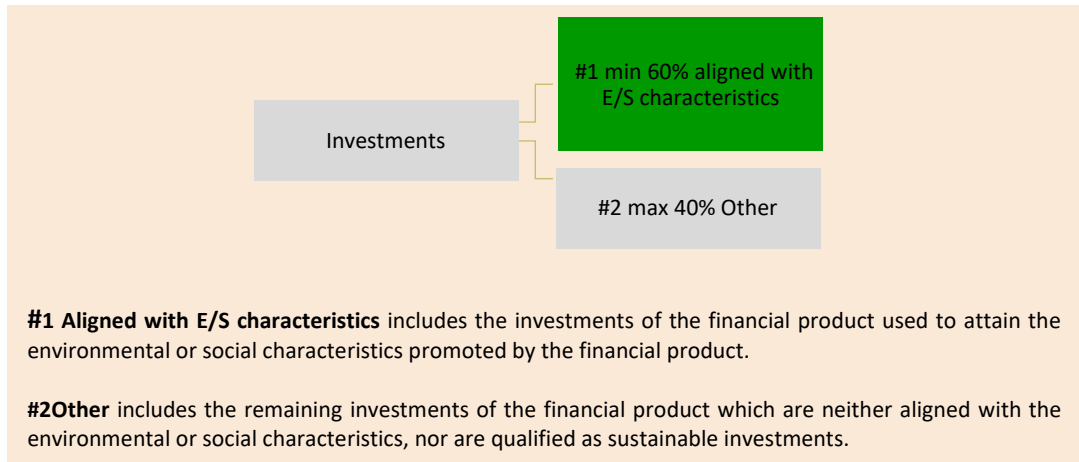 #1 min 60% aligned with
E/S characteristics
Investments
#2 max 40% Other
#1 Aligned with E/S characteristics includes the investments of the financial product used to attain the
environmental or social characteristics promoted by the financial product.
#2Other includes the remaining investments of the financial product which are neither aligned with the
environmental or social characteristics, nor are qualified as sustainable investments.